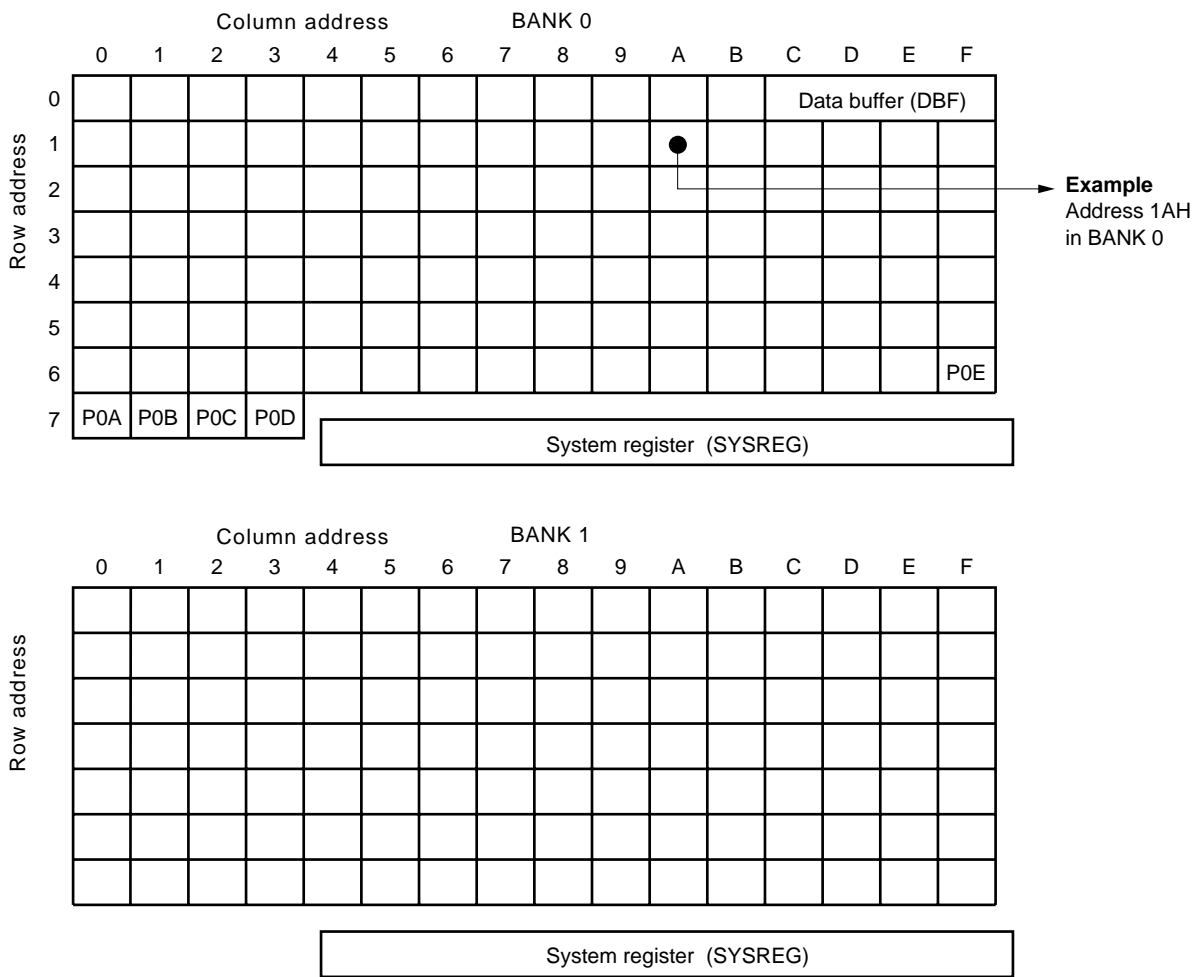 Column address BANK 0
0 1 2 3 4 5 6 7 8 9 A B C D E F
Row address
0 Data buffer (DBF)
1
2 Example
Address 1AH
3 in BANK 0
4
5
6 P0E
7 P0A P0B P0C P0D
System register (SYSREG)
Column address BANK 1
0 1 2 3 4 5 6 7 8 9 A B C D E F
Row address
System register (SYSREG)